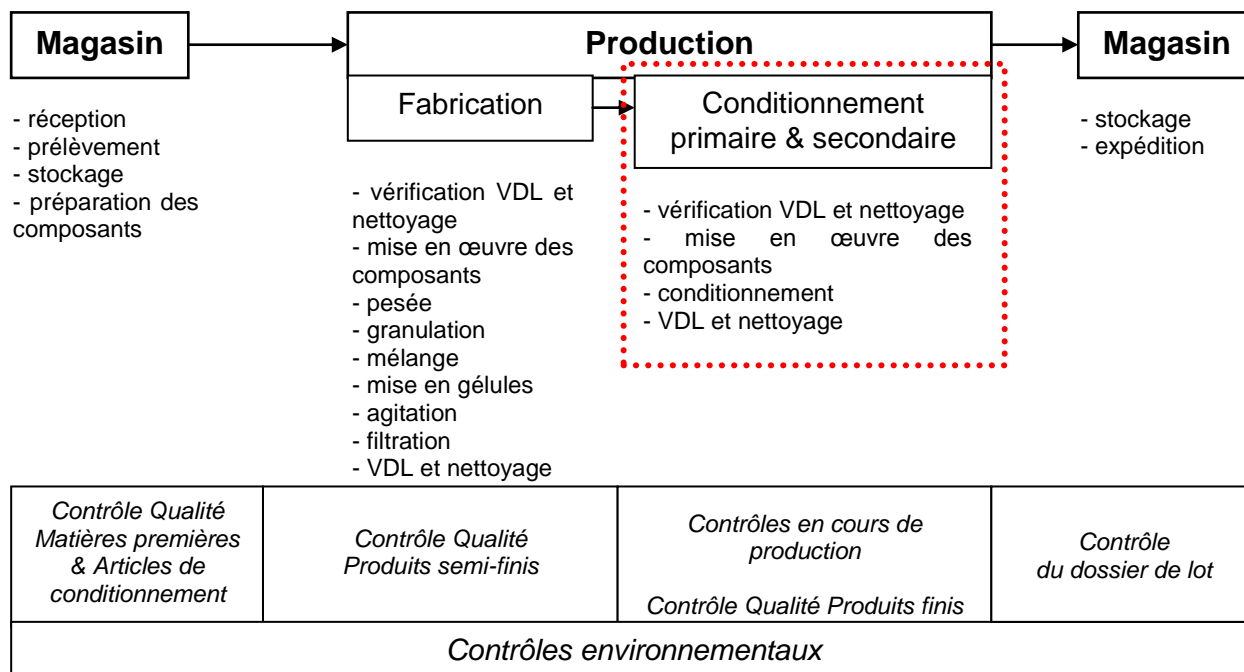 Magasin
Production
Magasin
Fabrication
Conditionnement
primaire & secondaire
- réception
- prélèvement
- stockage
- préparation des
composants
- vérification VDL et
nettoyage
- mise en œuvre des
composants
- pesée
- granulation
- mélange
- mise en gélules
- agitation
- filtration
- VDL et nettoyage
- vérification VDL et nettoyage
- mise en œuvre des
composants
- conditionnement
- VDL et nettoyage
- stockage
- expédition
Contrôle Qualité
Matières premières
& Articles de
conditionnement
Contrôle Qualité
Produits semi-finis
Contrôles en cours de
production
Contrôle Qualité Produits finis
Contrôle
du dossier de lot
Contrôles environnementaux